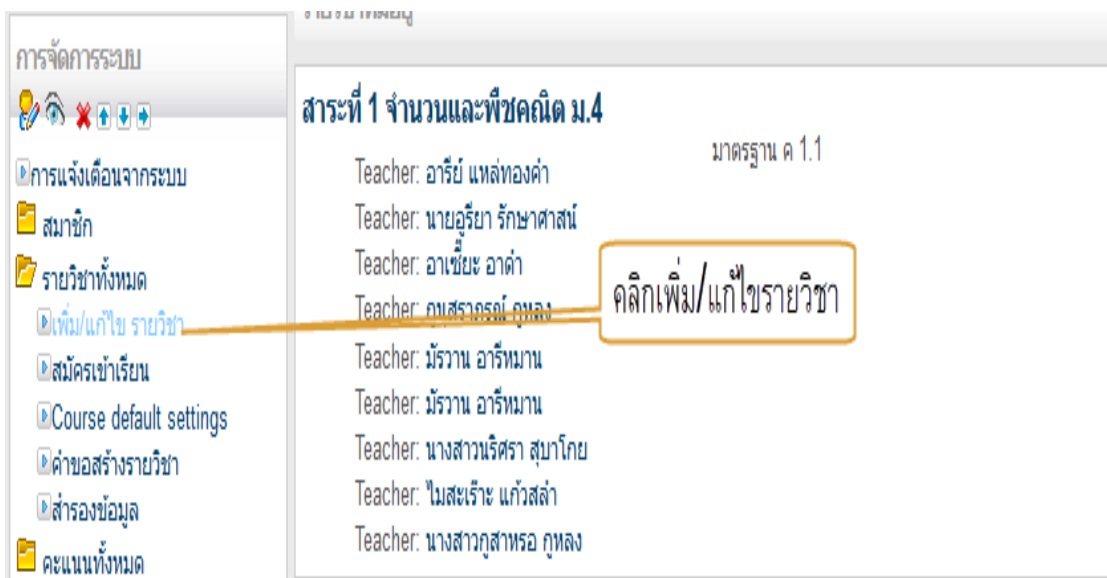 การจัดการระบบ
การแจ้งเตือนจากระบบ
สมาชิก
รายวิชาทั้งหมด
เพิ่ม/แก้ไข รายวิชา
สมัครเข้าเรียน
Course default settings
คำขอสร้างรายวิชา
สำรองข้อมูล
คะแนนทั้งหมด
สาระที่ 1 จำนวนและพีชคณิต ม.4
มาตรฐาน ค 1.1
Teacher: อารีย์ แหล่ทองคำ
Teacher: นายอูรียา รักษาศาสน์
Teacher: อาเซี๊ยะ อาดำ
Teacher:
Teacher: มัรวาน อารีหมาน
Teacher: มัรวาน อารีหมาน
Teacher: นางสาวนริศรา สุบาโกย
Teacher: ไมสะเร๊าะ แก้วสลำ
Teacher: นางสาวกูสาหรอ กูหลง
คลิกเพิ่ม/แก้ไขรายวิชา